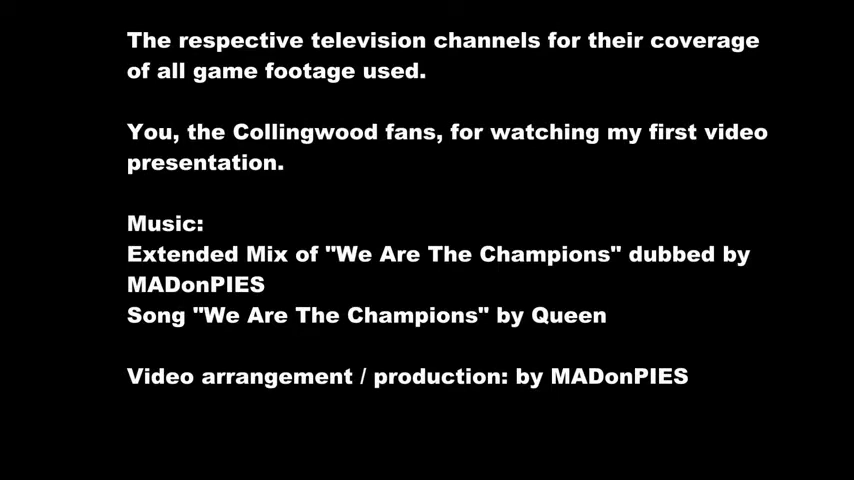 The respective television channels for their coverage
of all game footage used.
You, the Collingwood fans, for watching my first video
presentation.
Music:
Extended Mix of "We Are The Champions" dubbed by
MADonPIES
Song "We Are The Champions" by Queen
Video arrangement / production: by MADonPIES